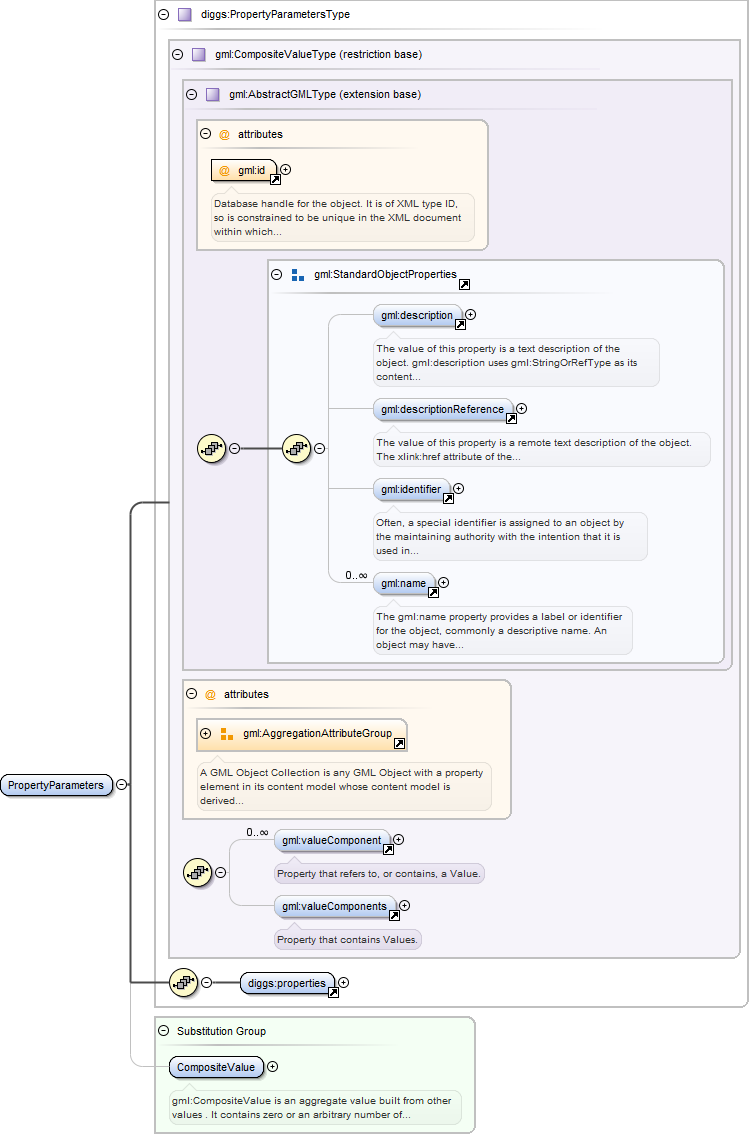 diggs:PropertyParametersType
gml:CompositeValueType (restriction base)
gml:AbstractGMLType (extension base)
@ attributes
@ gml:id
Database handle for the object. It is of XML type ID,
so is constrained to be unique in the XML document
within which...
gml:StandardObjectProperties
gml:description
The value of this property is a text description of the
object. gml:description uses gml:StringOrRefType as its
content...
gml:descriptionReference
The value of this property is a remote text description of the object.
The xlink:href attribute of the...
gml:identifier
Often, a special identifier is assigned to an object by
the maintaining authority with the intention that it is
used in...
0..∞
gml:name
The gml:name property provides a label or identifier
for the object, commonly a descriptive name. An
object may have...
@ attributes
gml:AggregationAttributeGroup
A GML Object Collection is any GML Object with a property
element in its content model whose content model is
derived...
PropertyParameters
0..∞
gml:valueComponent
Property that refers to, or contains, a Value.
gml:valueComponents
Property that contains Values.
diggs:properties
Substitution Group
CompositeValue
gml:CompositeValue is an aggregate value built from other
values . It contains zero or an arbitrary number of...